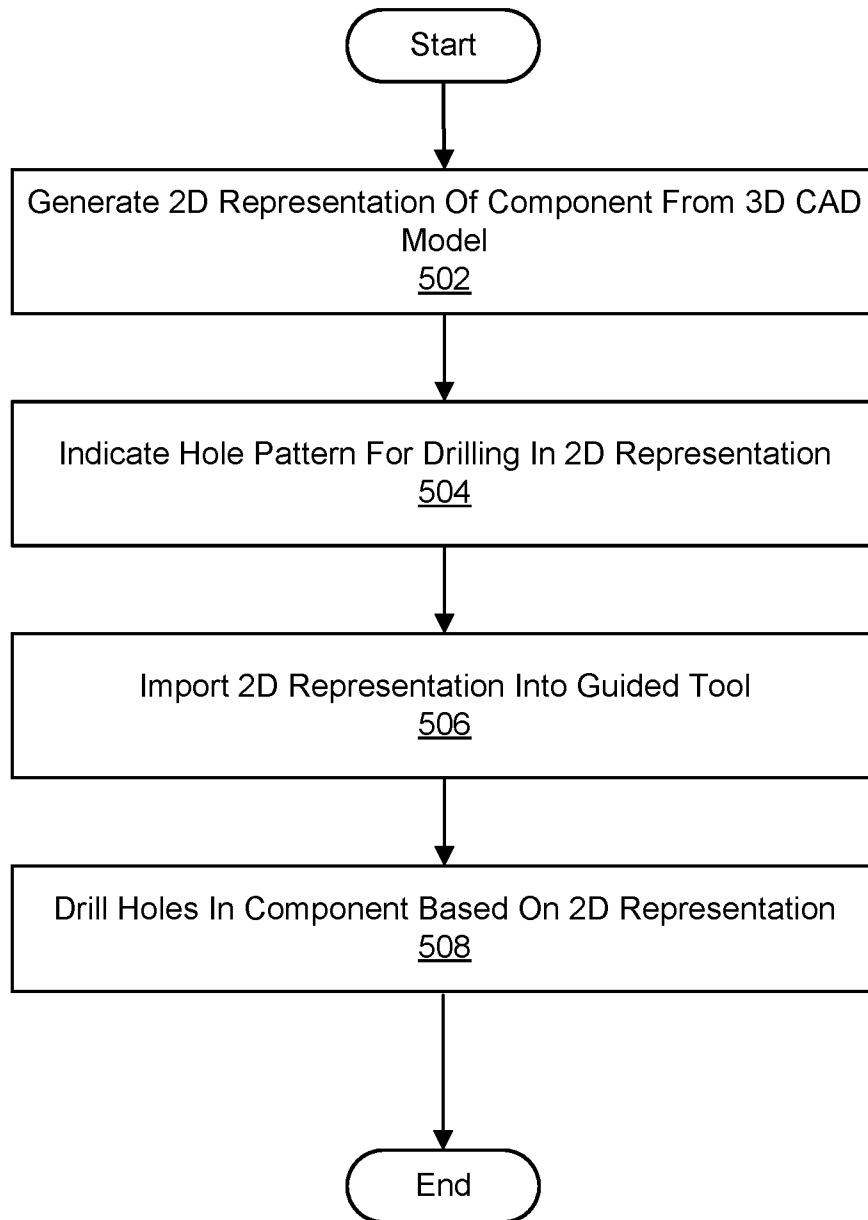 Start
Generate 2D Representation Of Component From 3D CAD
Model
502
Indicate Hole Pattern For Drilling In 2D Representation
504
Import 2D Representation Into Guided Tool
506
Drill Holes In Component Based On 2D Representation
508
End